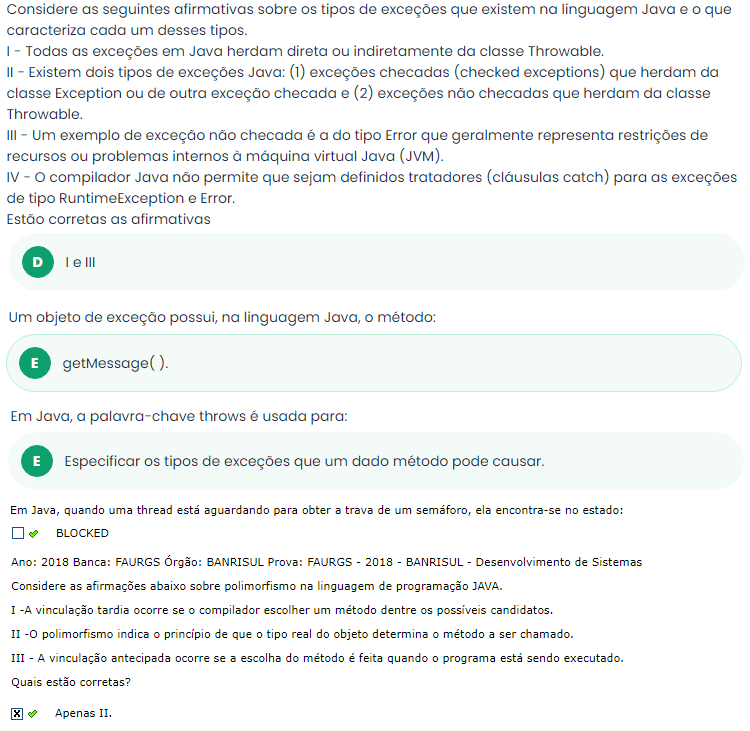 Considere as seguintes afirmativas sobre os tipos de exceções que existem na linguagem Java e o que
caracteriza cada um desses tipos.
I - Todas as exceções em Java herdam direta ou indiretamente da classe Throwable.
II - Existem dois tipos de exceções Java: (1) exceções checadas (checked exceptions) que herdam da
classe Exception ou de outra exceção checada e (2) exceções não checadas que herdam da classe
Throwable.
III - Um exemplo de exceção não checada é a do tipo Error que geralmente representa restrições de
recursos ou problemas internos à máquina virtual Java (JVM).
IV - O compilador Java não permite que sejam definidos tratadores (cláusulas catch) para as exceções
de tipo RuntimeException e Error.
Estão corretas as afirmativas
D I e III
Um objeto de exceção possui, na linguagem Java, o método:
E getMessage( ).
Em Java, a palavra-chave throws é usada para:
E Especificar os tipos de exceções que um dado método pode causar.
Em Java, quando uma thread está aguardando para obter a trava de um semáforo, ela encontra-se no estado:
BLOCKED
Ano: 2018 Banca: FAURGS Órgão: BANRISUL Prova: FAURGS - 2018 - BANRISUL - Desenvolvimento de Sistemas
Considere as afirmações abaixo sobre polimorfismo na linguagem de programação JAVA.
I -A vinculação tardia ocorre se o compilador escolher um método dentre os possíveis candidatos.
II -O polimorfismo indica o princípio de que o tipo real do objeto determina o método a ser chamado.
III - A vinculação antecipada ocorre se a escolha do método é feita quando o programa está sendo executado.
Quais estão corretas?
Apenas II.